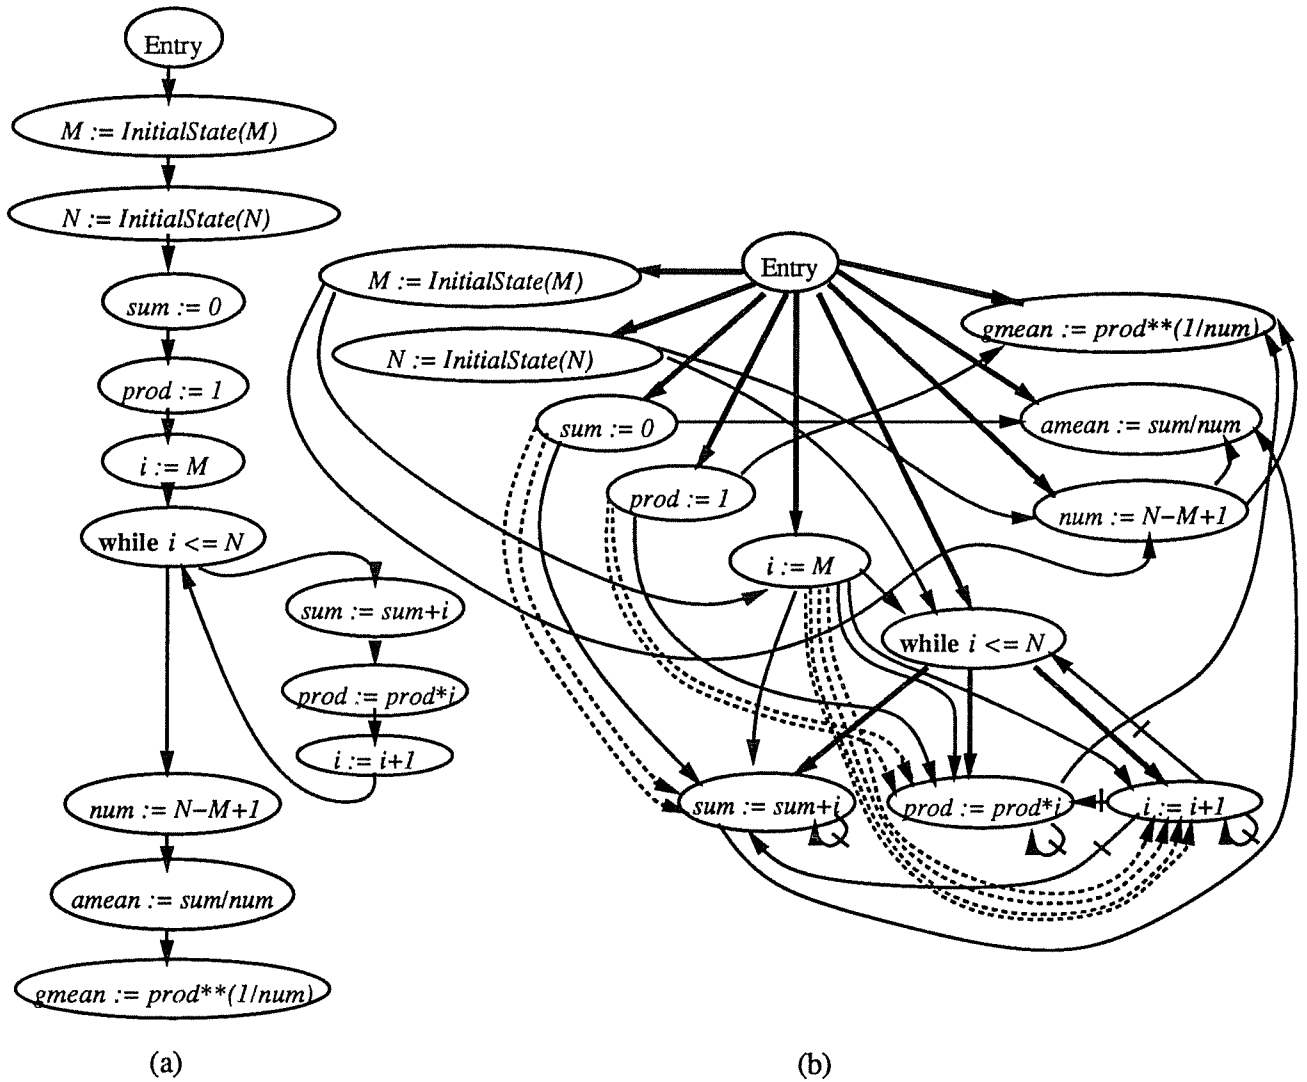 Entry
M := InitialState(M)
N := InitialState(N)
sum := 0
prod := 1
i := M
while i <= N
sum := sum+i
prod := prod*i
i := i+1
num := N−M+1
amean := sum/num
gmean := prod**(1/num)
(a)
Entry
M := InitialState(M)
gmean := prod**(1/num)
N := InitialState(N)
sum := 0
amean := sum/num
prod := 1
num := N−M+1
i := M
while i <= N
sum := sum+i
prod := prod*i
i := i+1
(b)